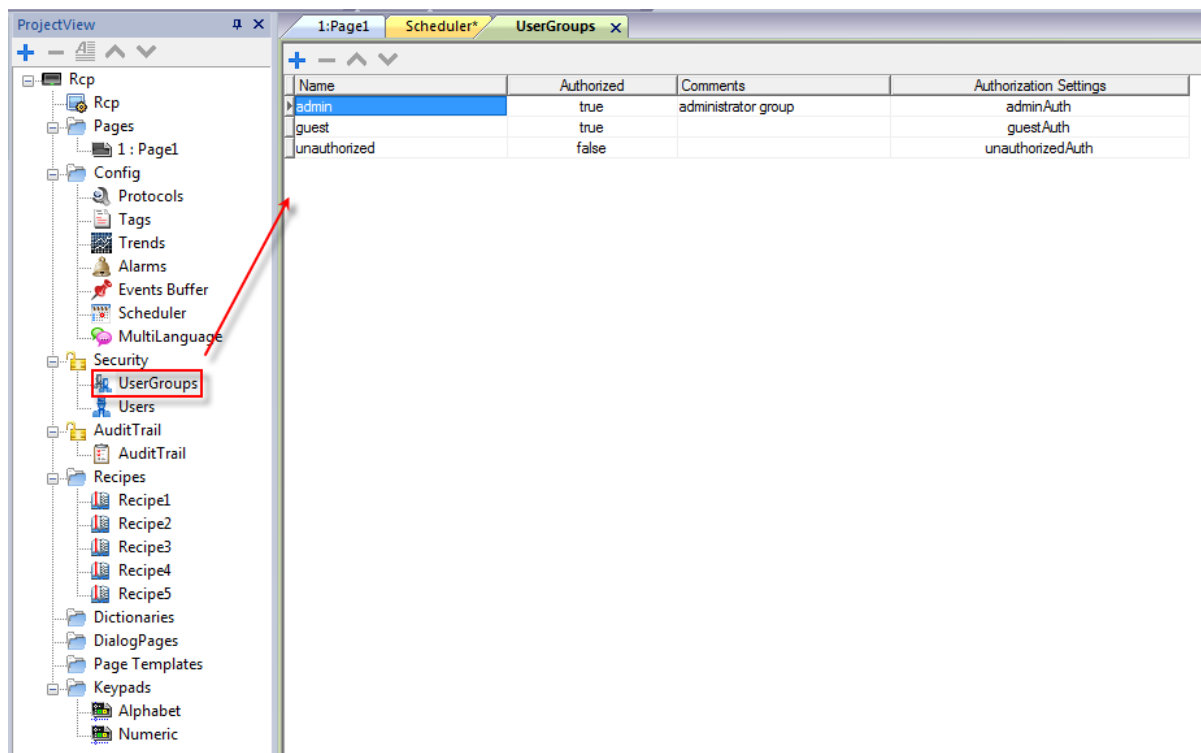 ProjectView
Rcp
Rcp
Pages
1 : Page1
Config
Protocols
Tags
Trends
Alarms
Events Buffer
Scheduler
MultiLanguage
Security
UserGroups
Users
AuditTrail
AuditTrail
Recipes
Recipe1
Recipe2
Recipe3
Recipe4
Recipe5
Dictionaries
DialogPages
Page Templates
Keypads
Alphabet
Numeric
1:Page1 Scheduler* UserGroups x
Name Authorized Comments Authorization Settings
admin true administrator group adminAuth
guest true guestAuth
unauthorized false unauthorizedAuth